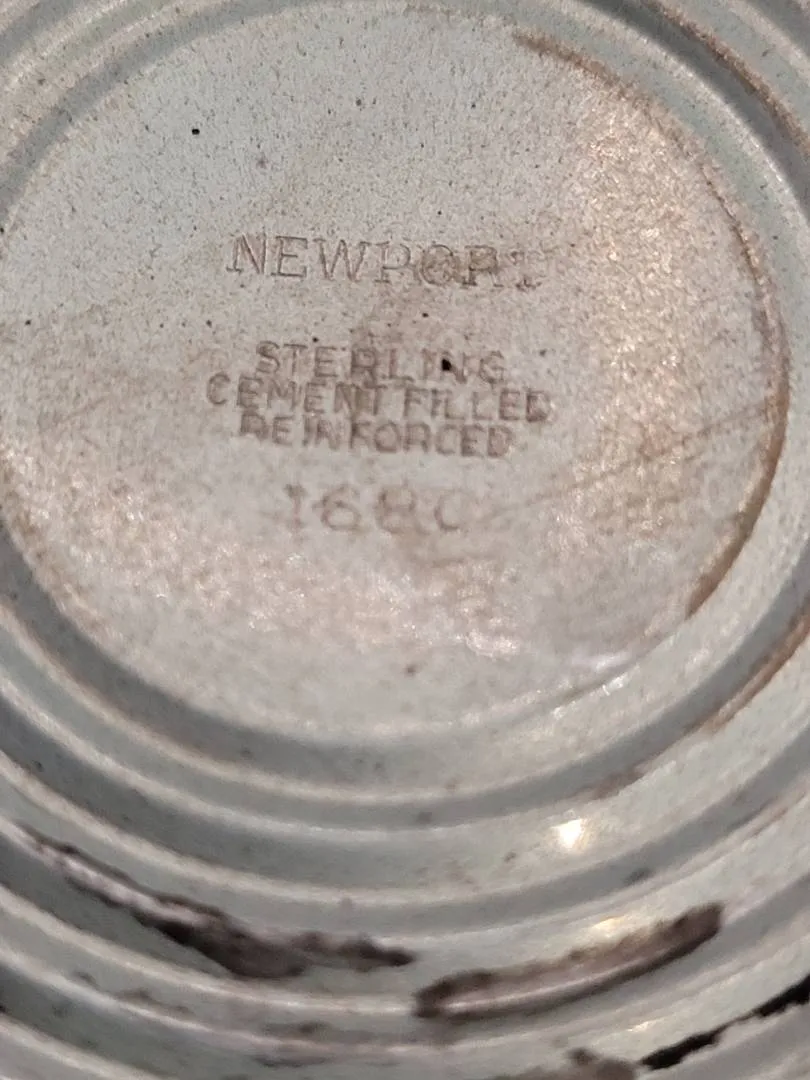 NEWPORT
STERLING
CEMENT FILLED
REINFORCED
1680